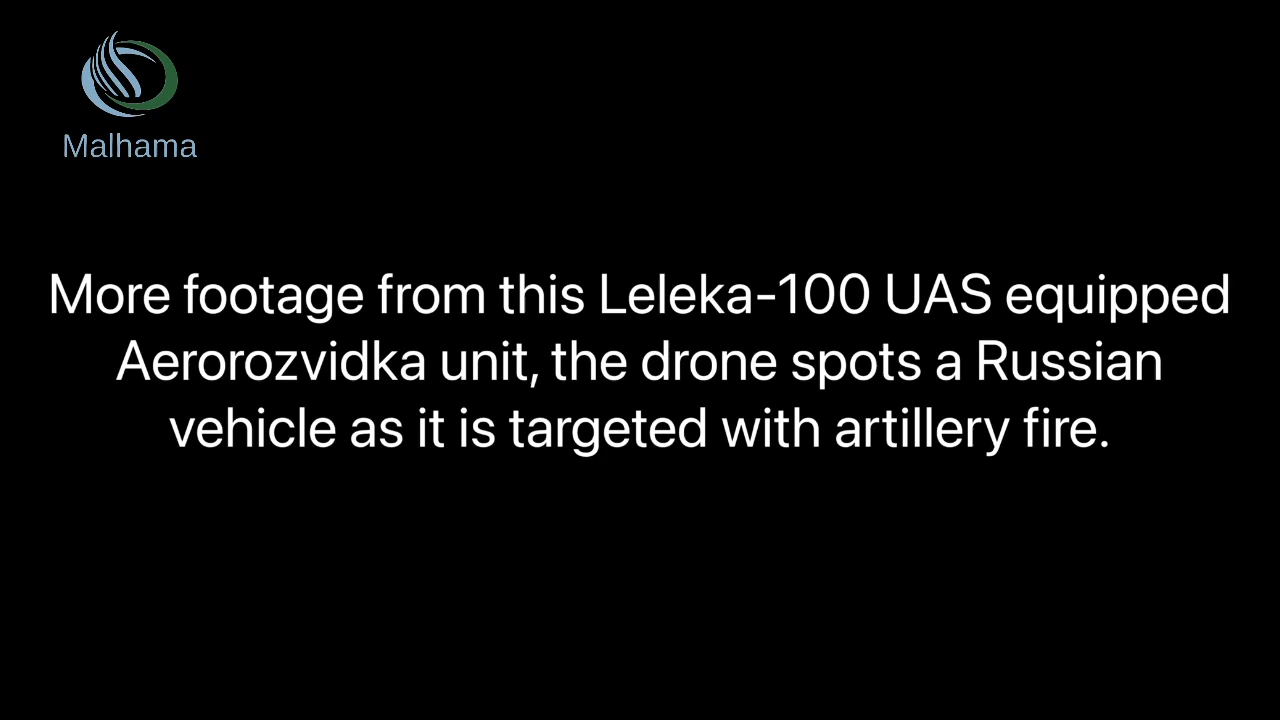 Malhama
More footage from this Leleka-100 UAS equipped
Aerorozvidka unit, the drone spots a Russian
vehicle as it is targeted with artillery fire.